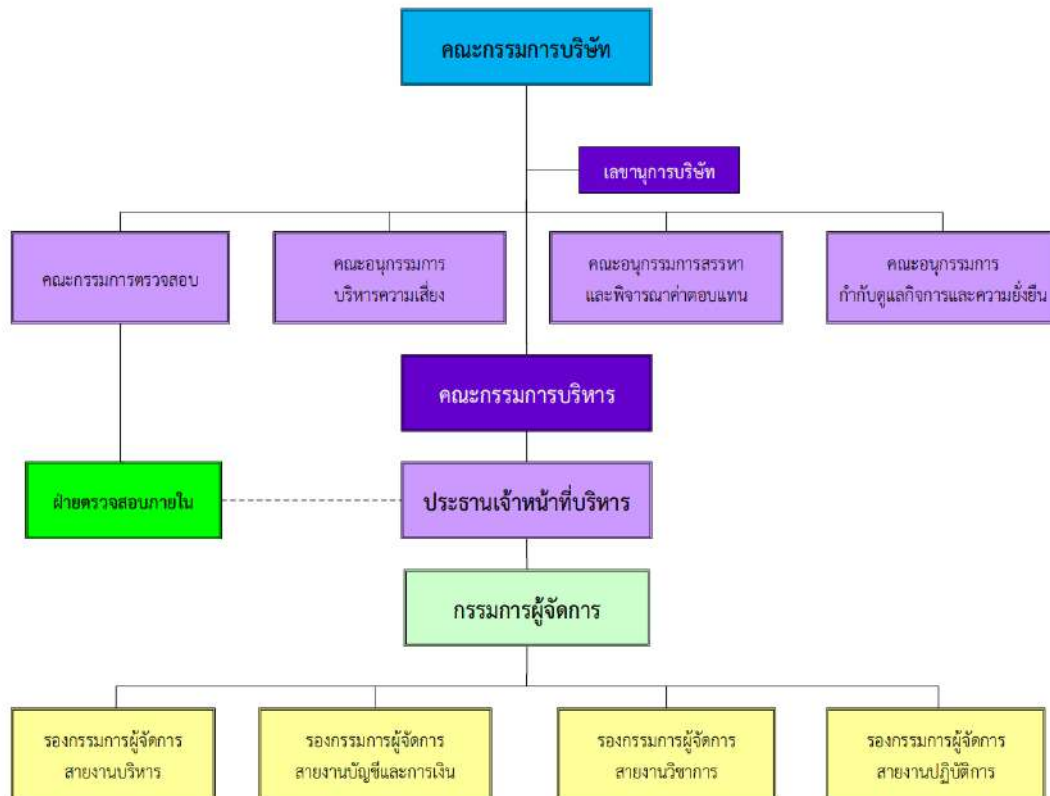 คณะกรรมการบริษัท
เลขานุการบริษัท
คณะกรรมการตรวจสอบ
คณะอนุกรรมการ
บริหารความเสี่ยง
คณะอนุกรรมการสรรหา
และพิจารณาค่าตอบแทน
คณะอนุกรรมการ
กำกับดูแลกิจการและความยั่งยืน
คณะกรรมการบริหาร
ฝ่ายตรวจสอบภายใน
ประธานเจ้าหน้าที่บริหาร
กรรมการผู้จัดการ
รองกรรมการผู้จัดการ
สายงานบริหาร
รองกรรมการผู้จัดการ
สายงานบัญชีและการเงิน
รองกรรมการผู้จัดการ
สายงานวิชาการ
รองกรรมการผู้จัดการ
สายงานปฏิบัติการ